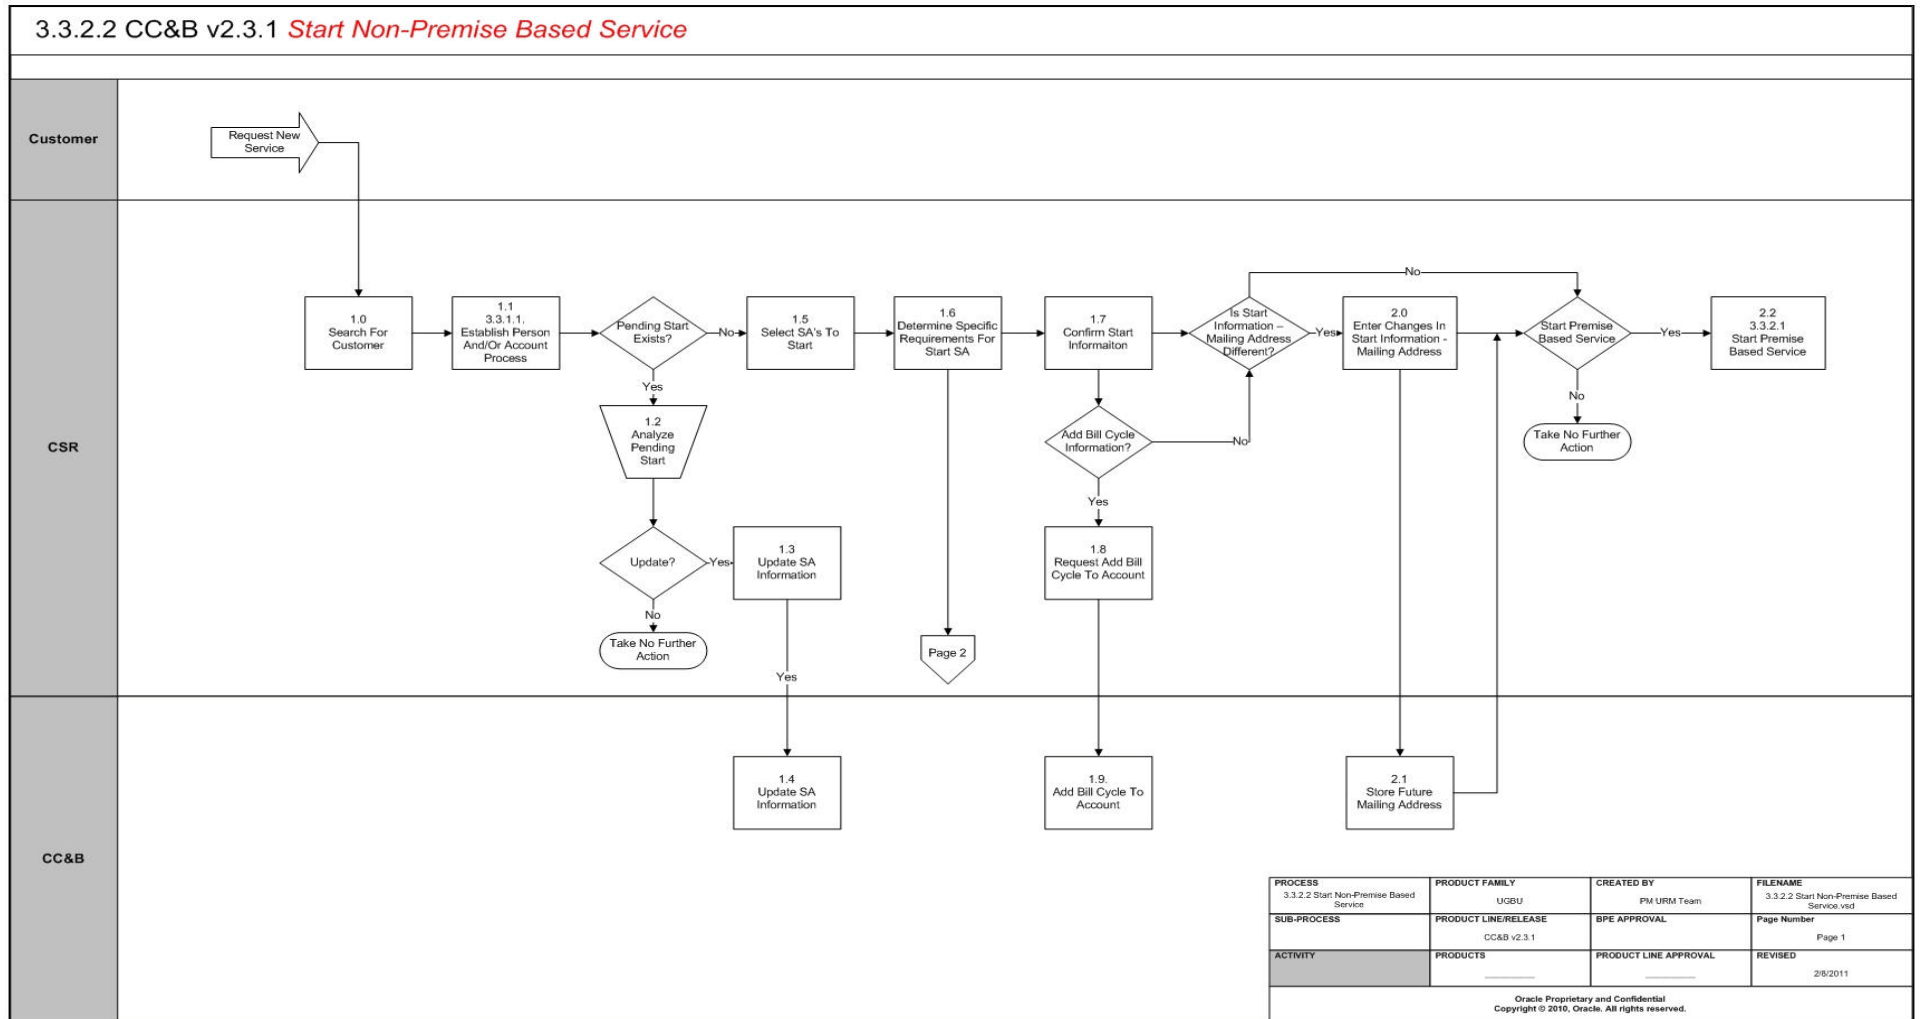 3.3.2.2 CC&B v2.3.1 Start Non-Premise Based Service
Customer
Request New
Service
CSR
1.0
Search For
Customer
1.1
3.3.1.1.
Establish Person
And/Or Account
Process
Pending Start
Exists?
No
Yes
1.2
Analyze
Pending
Start
Update?
Yes
No
Take No Further
Action
1.3
Update SA
Information
Yes
1.5
Select SA's To
Start
1.6
Determine Specific
Requirements For
Start SA
Page 2
1.7
Confirm Start
Informaiton
Add Bill Cycle
Information?
No
Yes
1.8
Request Add Bill
Cycle To Account
Is Start
Information –
Mailing Address
Different?
No
Yes
2.0
Enter Changes In
Start Information -
Mailing Address
Start Premise
Based Service
Yes
No
Take No Further
Action
2.2
3.3.2.1
Start Premise
Based Service
CC&B
1.4
Update SA
Information
1.9.
Add Bill Cycle To
Account
2.1
Store Future
Mailing Address
PROCESS
3.3.2.2 Start Non-Premise Based
Service
PRODUCT FAMILY
UGBU
CREATED BY
PM URM Team
FILENAME
3.3.2.2 Start Non-Premise Based
Service.vsd
SUB-PROCESS
PRODUCT LINE/RELEASE
CC&B v2.3.1
BPE APPROVAL
Page Number
Page 1
ACTIVITY
PRODUCTS
PRODUCT LINE APPROVAL
REVISED
2/8/2011
Oracle Proprietary and Confidential
Copyright © 2010, Oracle. All rights reserved.